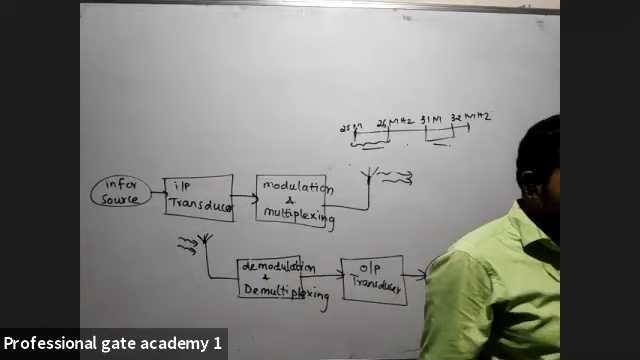 25M 26MHz 31M 32MHz
infor
source
i/p
Transducer
modulation
&
multiplexing
demodulation
&
Demultiplexing
o/p
Transducer
Professional gate academy 1